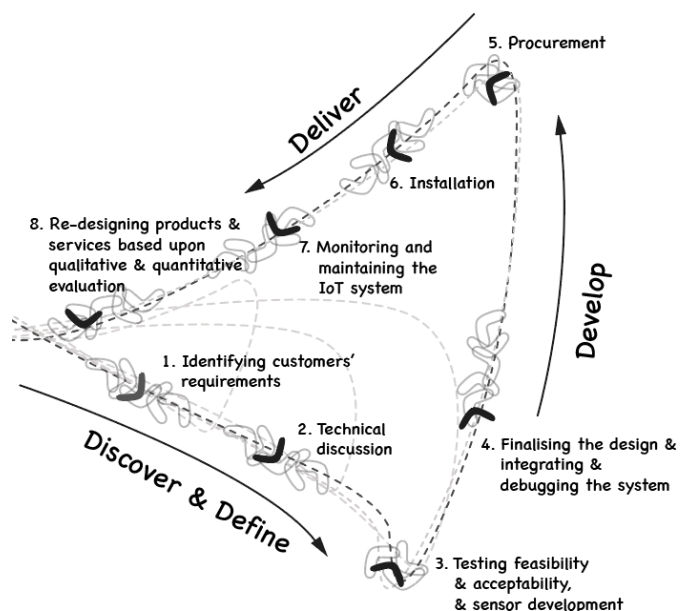 5. Procurement
Deliver
6. Installation
8. Re-designing products &
services based upon
qualitative & quantitative
evaluation
7. Monitoring and
maintaining the
IoT system
Develop
1. Identifying customers'
requirements
2. Technical
discussion
Discover & Define
4. Finalising the design &
integrating &
debugging the system
3. Testing feasibility
& acceptability,
& sensor development